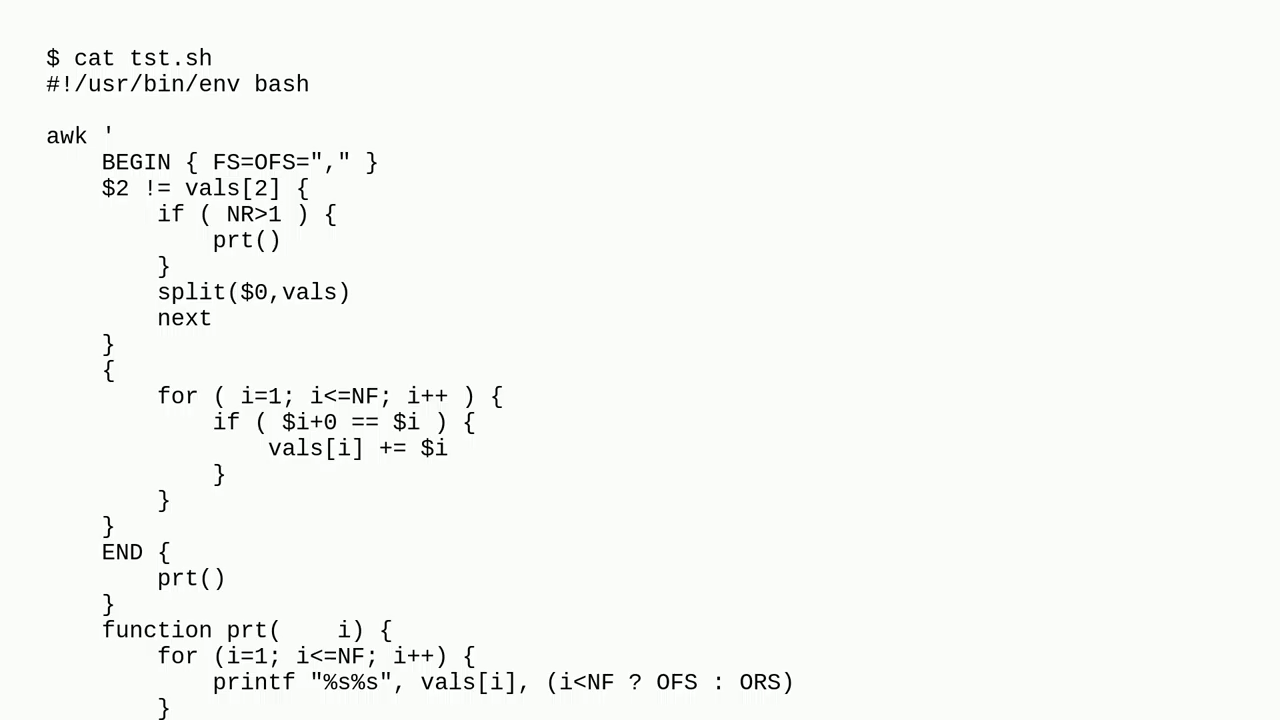 $ cat tst.sh
#!/usr/bin/env bash

awk '
    BEGIN { FS=OFS="," }
    $2 != vals[2] {
        if ( NR>1 ) {
            prt()
        }
        split($0,vals)
        next
    }
    {
        for ( i=1; i<=NF; i++ ) {
            if ( $i+0 == $i ) {
                vals[i] += $i
            }
        }
    }
    END {
        prt()
    }
    function prt(    i) {
        for (i=1; i<=NF; i++) {
            printf "%s%s", vals[i], (i<NF ? OFS : ORS)
        }